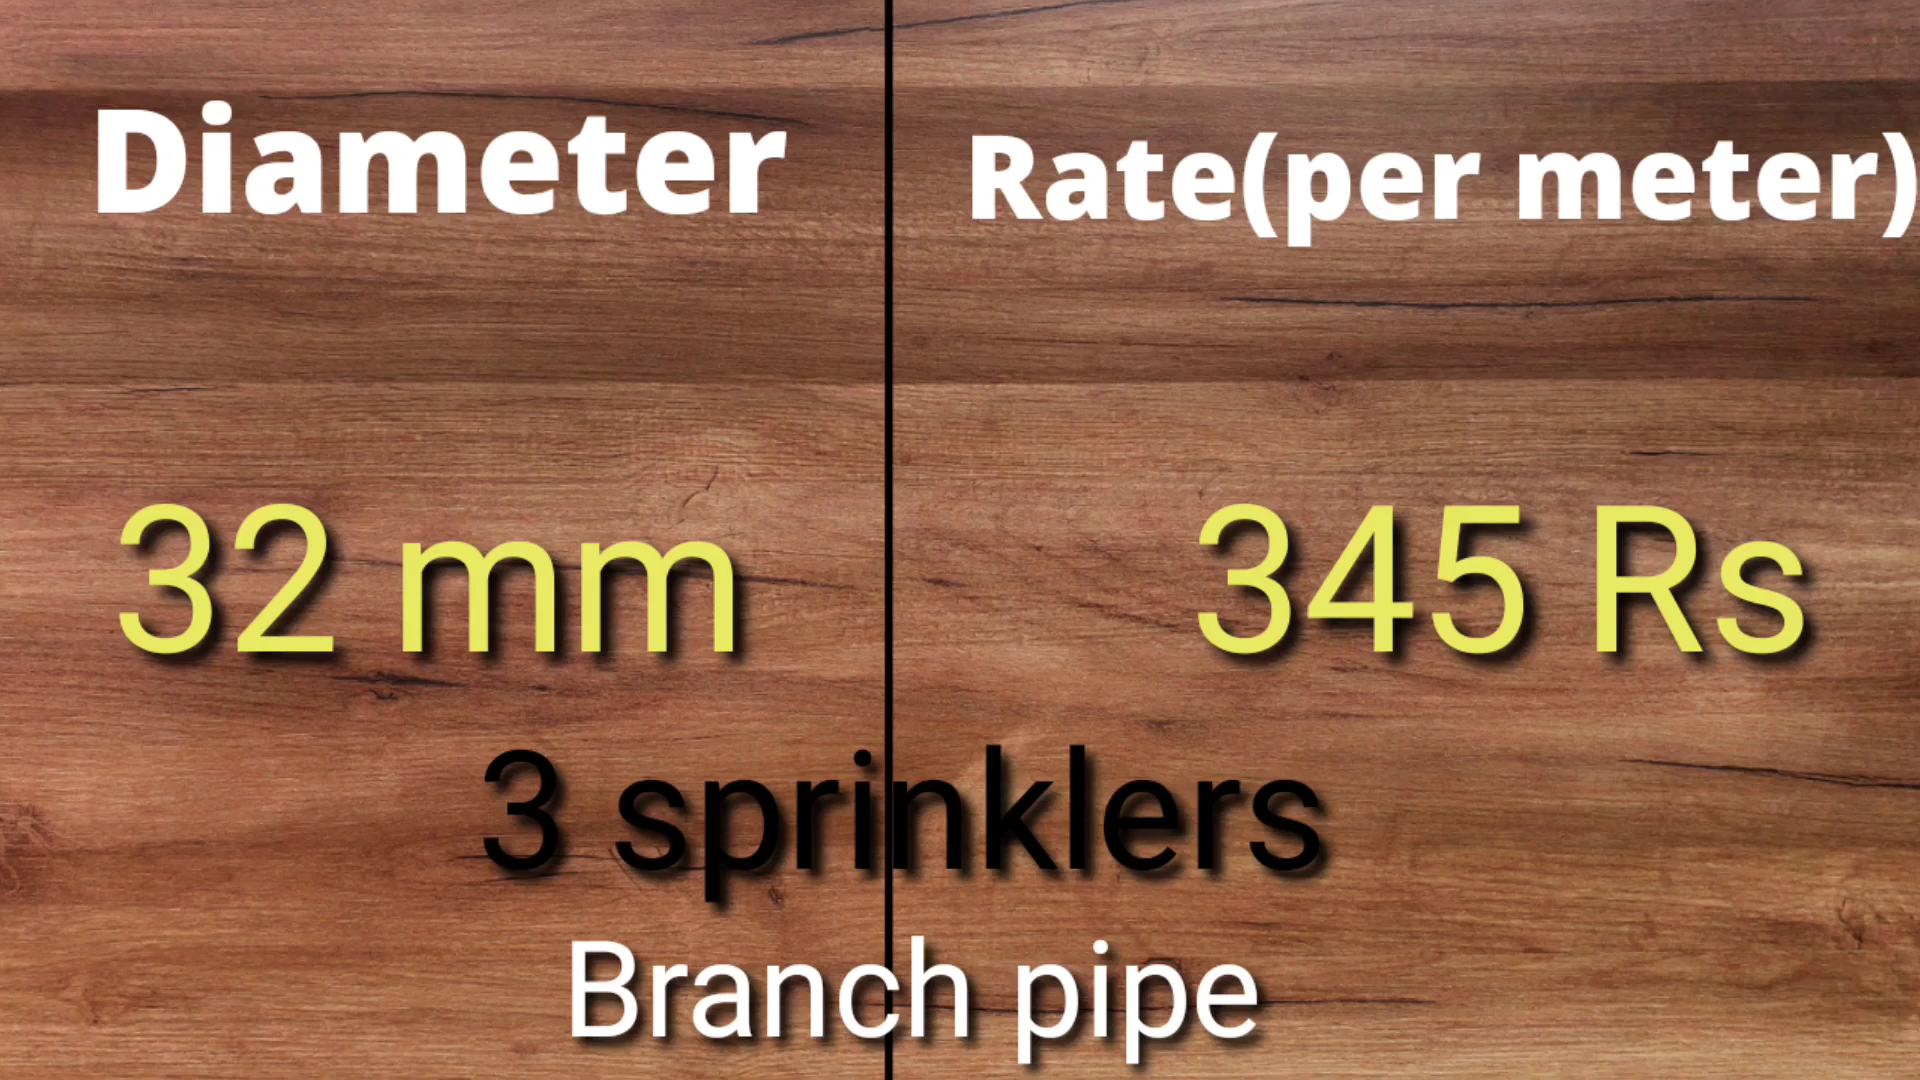 Diameter
Rate(per meter)
32 mm
345 Rs
3 sprinklers
Branch pipe